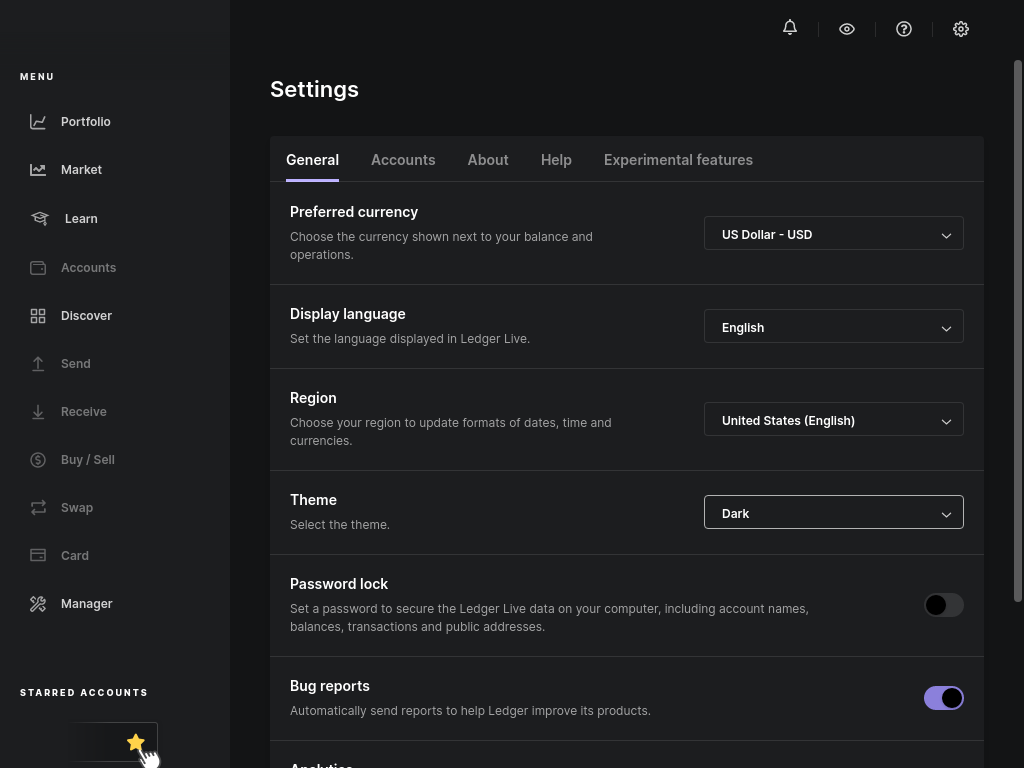 MENU
Portfolio
Market
Learn
Accounts
Discover
Send
Receive
Buy / Sell
Swap
Card
Manager
STARRED ACCOUNTS
Settings
General
Accounts
About
Help
Experimental features
Preferred currency
Choose the currency shown next to your balance and
operations.
US Dollar - USD
Display language
Set the language displayed in Ledger Live.
English
Region
Choose your region to update formats of dates, time and
currencies.
United States (English)
Theme
Select the theme.
Dark
Password lock
Set a password to secure the Ledger Live data on your computer, including account names,
balances, transactions and public addresses.
Bug reports
Automatically send reports to help Ledger improve its products.
Analytics